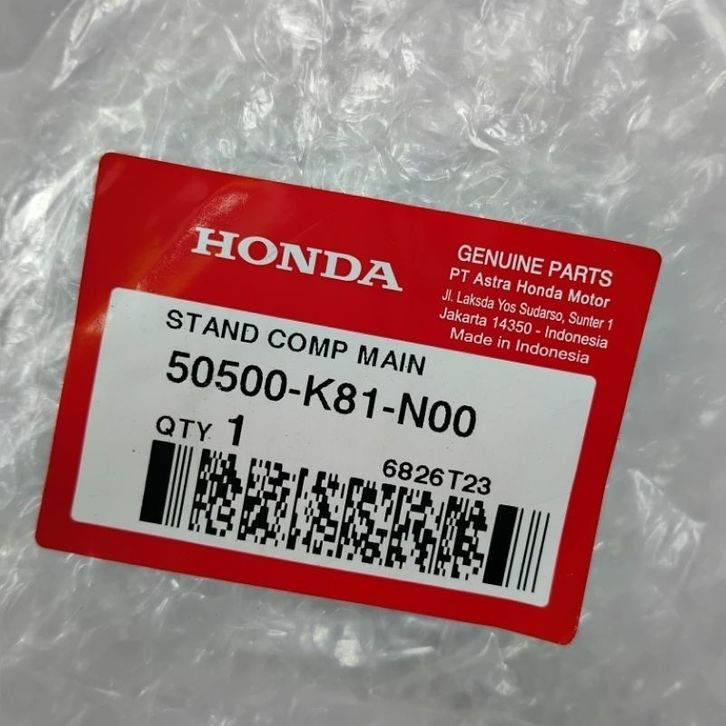 HONDA
GENUINE PARTS
PT Astra Honda Motor
Jl. Laksda Yos Sudarso, Sunter 1
Jakarta 14350 - Indonesia
Made in Indonesia
STAND COMP MAIN
50500-K81-N00
QTY 1
6826T23